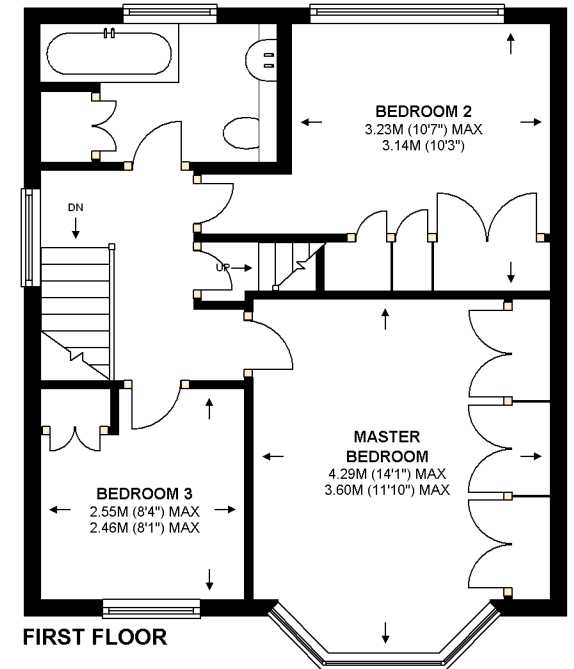 BEDROOM 2
3.23M (10'7") MAX
3.14M (10'3")
DN
UP
MASTER
BEDROOM
4.29M (14'1") MAX
3.60M (11'10") MAX
BEDROOM 3
2.55M (8'4") MAX
2.46M (8'1") MAX
FIRST FLOOR